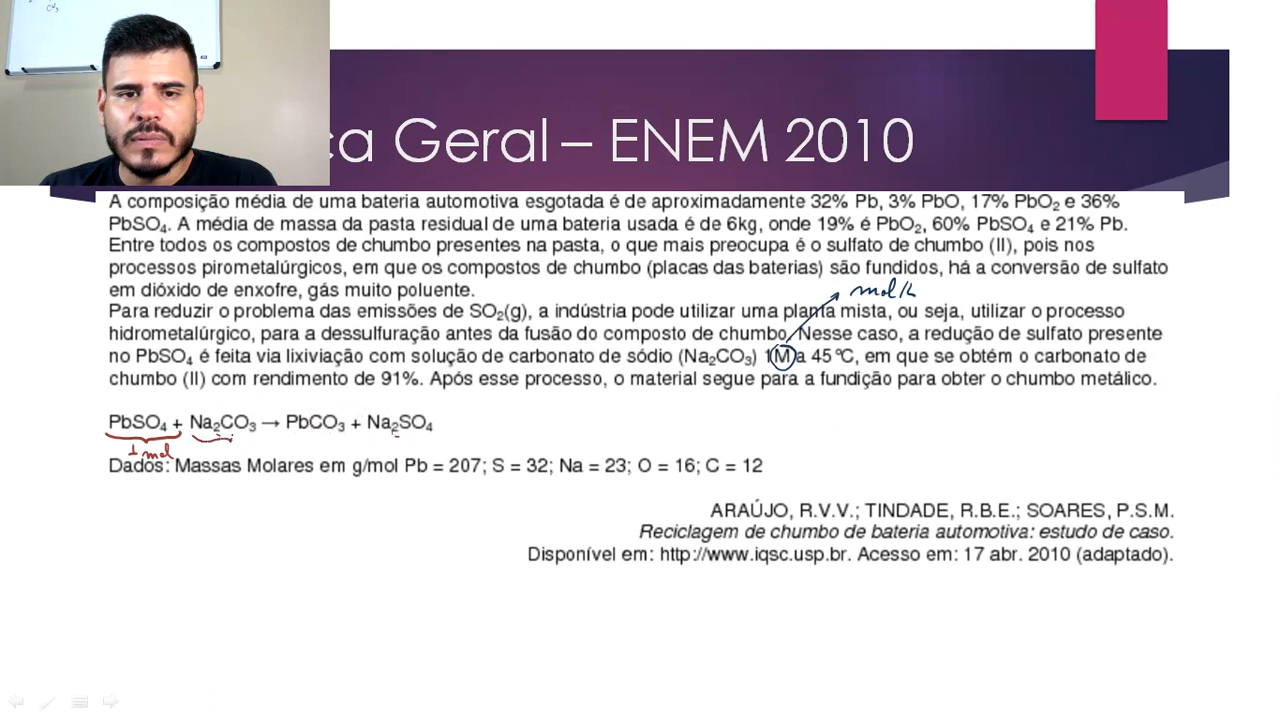 ca Geral – ENEM 2010
A composição média de uma bateria automotiva esgotada é de aproximadamente 32% Pb, 3% PbO, 17% PbO₂ e 36%
PbSO₄. A média de massa da pasta residual de uma bateria usada é de 6kg, onde 19% é PbO₂, 60% PbSO₄ e 21% Pb.
Entre todos os compostos de chumbo presentes na pasta, o que mais preocupa é o sulfato de chumbo (II), pois nos
processos pirometalúrgicos, em que os compostos de chumbo (placas das baterias) são fundidos, há a conversão de sulfato
em dióxido de enxofre, gás muito poluente.
mol/L
Para reduzir o problema das emissões de SO₂(g), a indústria pode utilizar uma planta mista, ou seja, utilizar o processo
hidrometalúrgico, para a dessulfuração antes da fusão do composto de chumbo. Nesse caso, a redução de sulfato presente
no PbSO₄ é feita via lixiviação com solução de carbonato de sódio (Na₂CO₃) 1M a 45 °C, em que se obtém o carbonato de
chumbo (II) com rendimento de 91%. Após esse processo, o material segue para a fundição para obter o chumbo metálico.
PbSO₄ + Na₂CO₃ → PbCO₃ + Na₂SO₄
1 mol
Dados: Massas Molares em g/mol Pb = 207; S = 32; Na = 23; O = 16; C = 12
ARAÚJO, R.V.V.; TINDADE, R.B.E.; SOARES, P.S.M.
Reciclagem de chumbo de bateria automotiva: estudo de caso.
Disponível em: http://www.iqsc.usp.br. Acesso em: 17 abr. 2010 (adaptado).